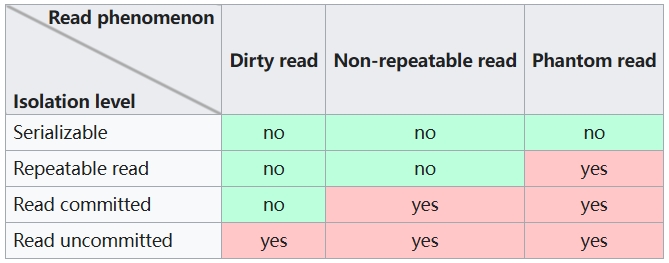 Read phenomenon
Isolation level
Dirty read Non-repeatable read Phantom read
Serializable no no no
Repeatable read no no yes
Read committed no yes yes
Read uncommitted yes yes yes